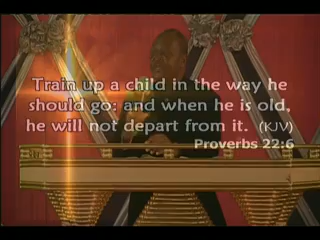 Train up a child in the way he
should go: and when he is old,
he will not depart from it. (KJV)
Proverbs 22:6